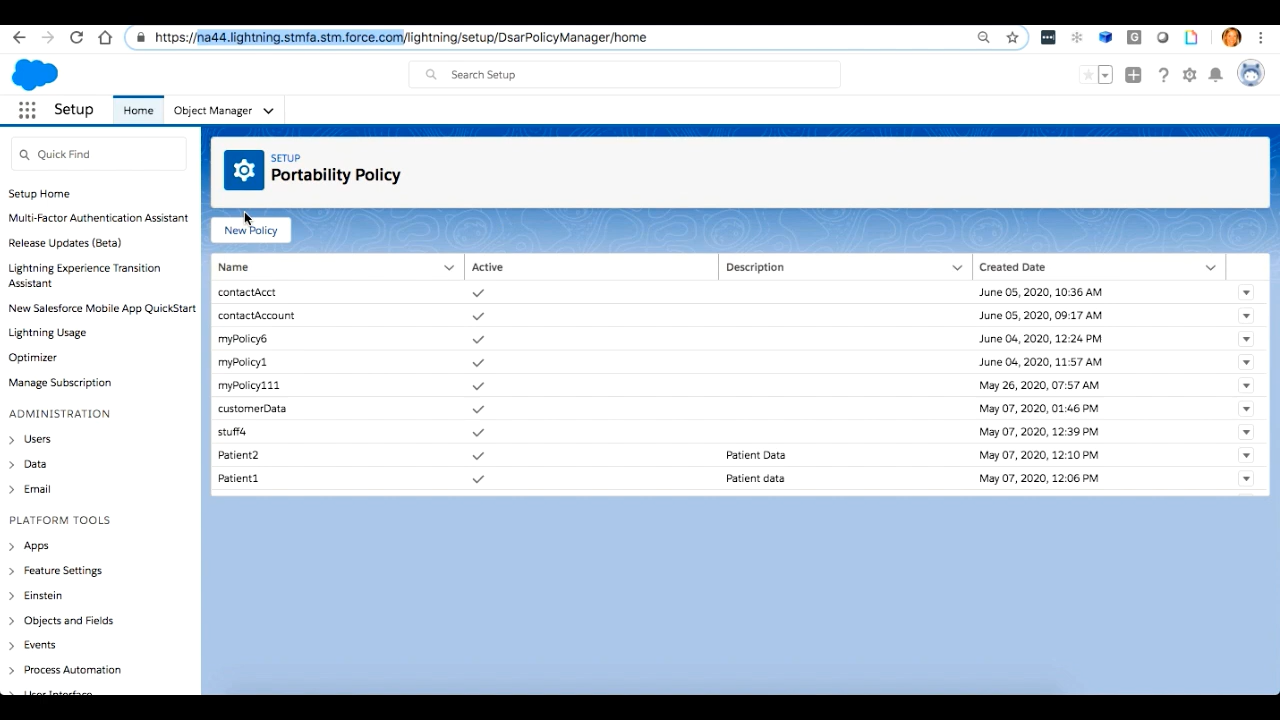 https://na44.lightning.stmfa.stm.force.com/lightning/setup/DsarPolicyManager/home
Search Setup
Setup
Home
Object Manager
Quick Find
Setup Home
Multi-Factor Authentication Assistant
Release Updates (Beta)
Lightning Experience Transition
Assistant
New Salesforce Mobile App QuickStart
Lightning Usage
Optimizer
Manage Subscription
ADMINISTRATION
Users
Data
Email
PLATFORM TOOLS
Apps
Feature Settings
Einstein
Objects and Fields
Events
Process Automation
User Interface
SETUP
Portability Policy
New Policy
Name Active Description Created Date
contactAcct June 05, 2020, 10:36 AM
contactAccount June 05, 2020, 09:17 AM
myPolicy6 June 04, 2020, 12:24 PM
myPolicy1 June 04, 2020, 11:57 AM
myPolicy111 May 26, 2020, 07:57 AM
customerData May 07, 2020, 01:46 PM
stuff4 May 07, 2020, 12:39 PM
Patient2 Patient Data May 07, 2020, 12:10 PM
Patient1 Patient data May 07, 2020, 12:06 PM